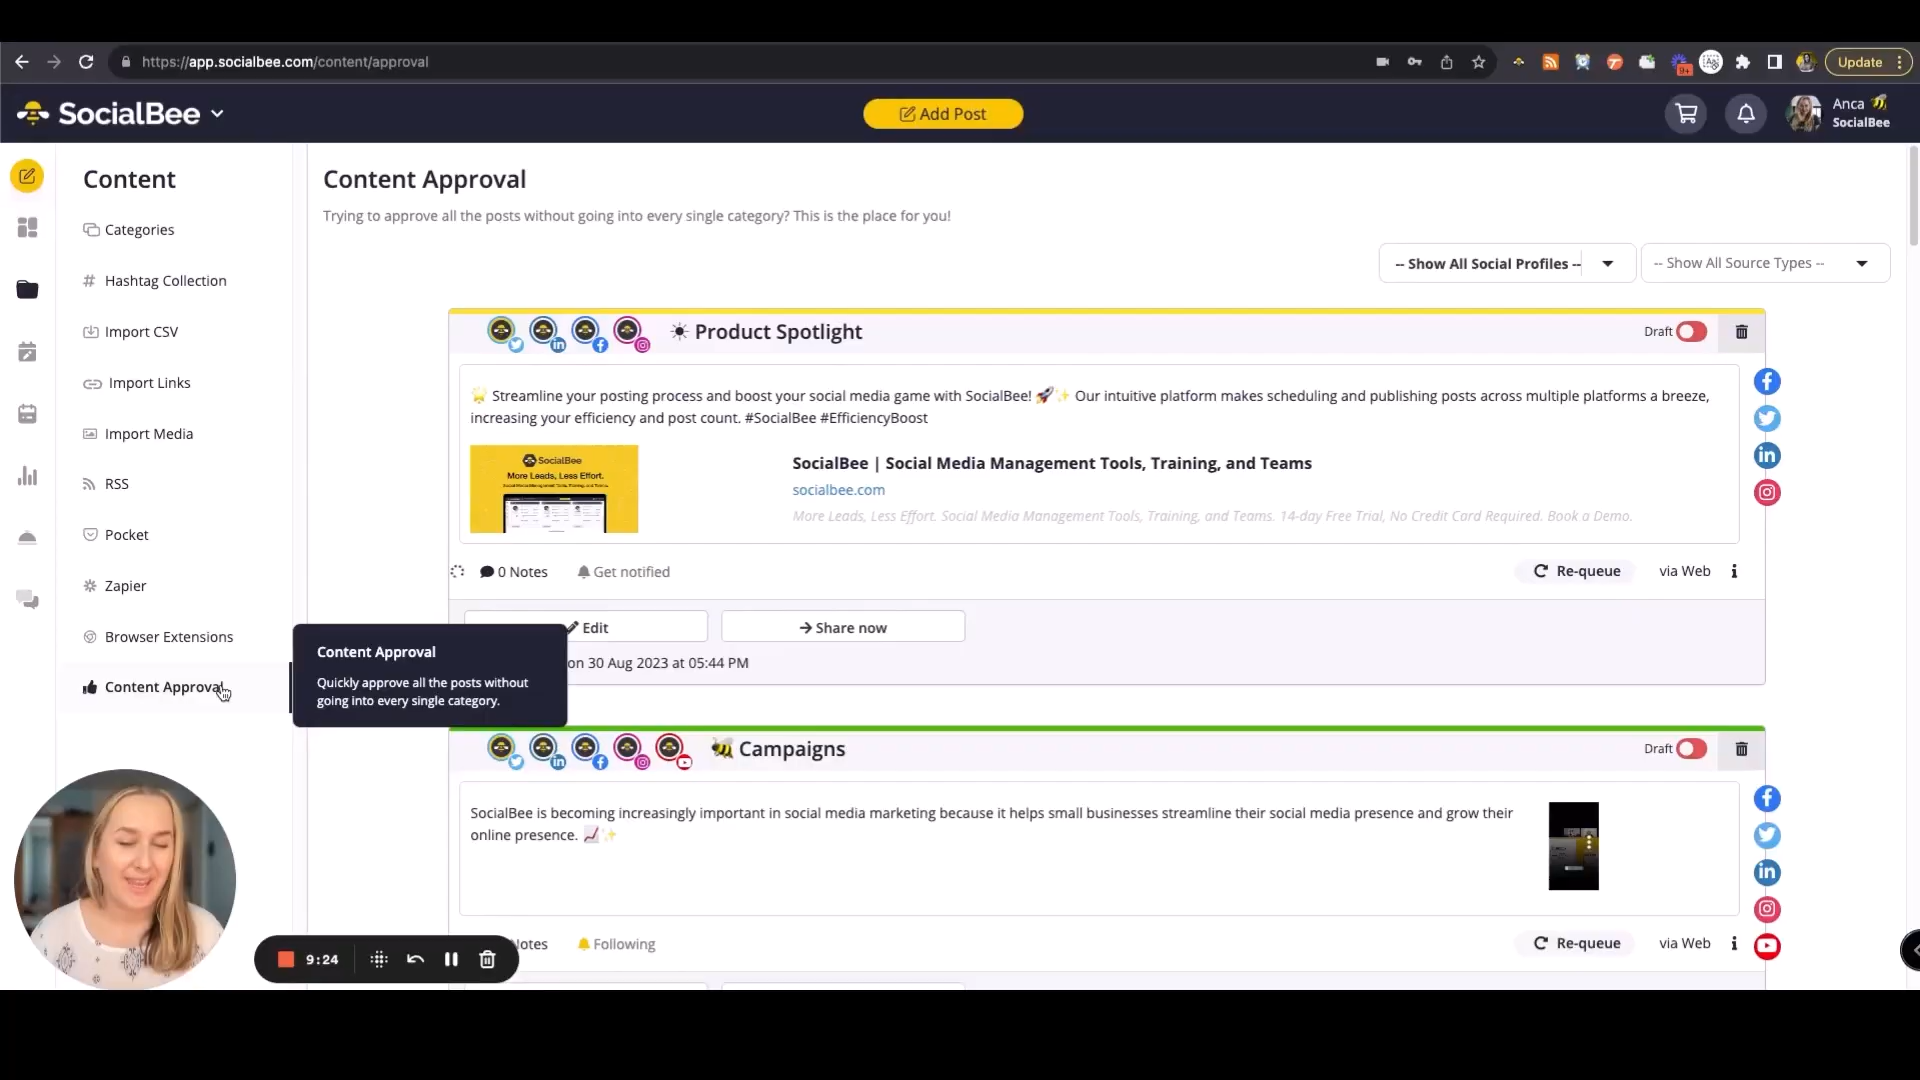 https://app.socialbee.com/content/approval
9+
Update
SocialBee
Add Post
Anca
SocialBee
Content
Categories
Hashtag Collection
Import CSV
Import Links
Import Media
RSS
Pocket
Zapier
Browser Extensions
Content Approval
Content Approval
Trying to approve all the posts without going into every single category? This is the place for you!
-- Show All Social Profiles --
-- Show All Source Types --
Product Spotlight
Draft
Streamline your posting process and boost your social media game with SocialBee! Our intuitive platform makes scheduling and publishing posts across multiple platforms a breeze,
increasing your efficiency and post count. #SocialBee #EfficiencyBoost
SocialBee
More Leads, Less Effort.
SocialBee | Social Media Management Tools, Training, and Teams
socialbee.com
More Leads, Less Effort. Social Media Management Tools, Training, and Teams. 14-day Free Trial, No Credit Card Required. Book a Demo.
0 Notes
Get notified
Re-queue
via Web
Edit
Share now
on 30 Aug 2023 at 05:44 PM
Content Approval
Quickly approve all the posts without
going into every single category.
Campaigns
Draft
SocialBee is becoming increasingly important in social media marketing because it helps small businesses streamline their social media presence and grow their
online presence.
Notes
Following
Re-queue
via Web
9:24